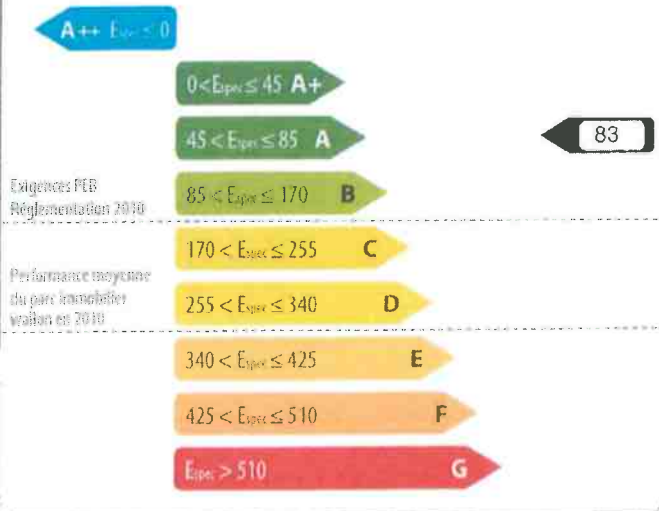 A++ Espec ≤ 0
0 < Espec ≤ 45 A+
45 < Espec ≤ 85 A
83
Exigences PEB
Réglementation 2010
85 < Espec ≤ 170 B
170 < Espec ≤ 255 C
Performance moyenne
du parc immobilier
wallon en 2010
255 < Espec ≤ 340 D
340 < Espec ≤ 425 E
425 < Espec ≤ 510 F
Espec > 510 G